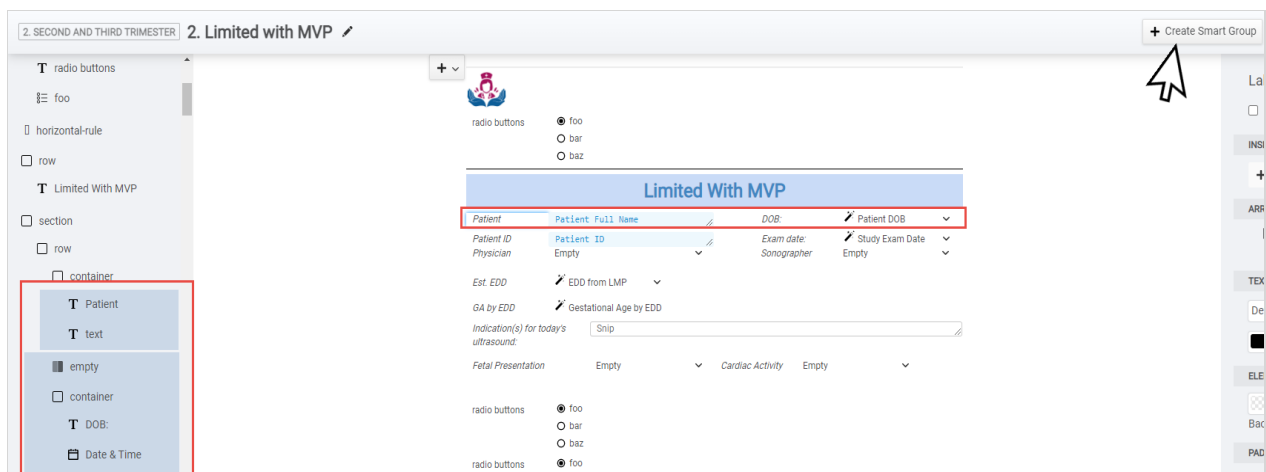 2. SECOND AND THIRD TRIMESTER 2. Limited with MVP + Create Smart Group
T radio buttons
foo
horizontal-rule
row
T Limited With MVP
section
row
container
T Patient
T text
empty
container
T DOB:
Date & Time
+
radio buttons foo
bar
baz
Limited With MVP
Patient Patient Full Name DOB: Patient DOB
Patient ID Patient ID Exam date: Study Exam Date
Physician Empty Sonographer Empty
Est. EDD EDD from LMP
GA by EDD Gestational Age by EDD
Indication(s) for today's Snip
ultrasound:
Fetal Presentation Empty Cardiac Activity Empty
radio buttons foo
bar
baz
radio buttons foo
La
INS
+
ARR
TEX
De
ELE
Bac
PAD